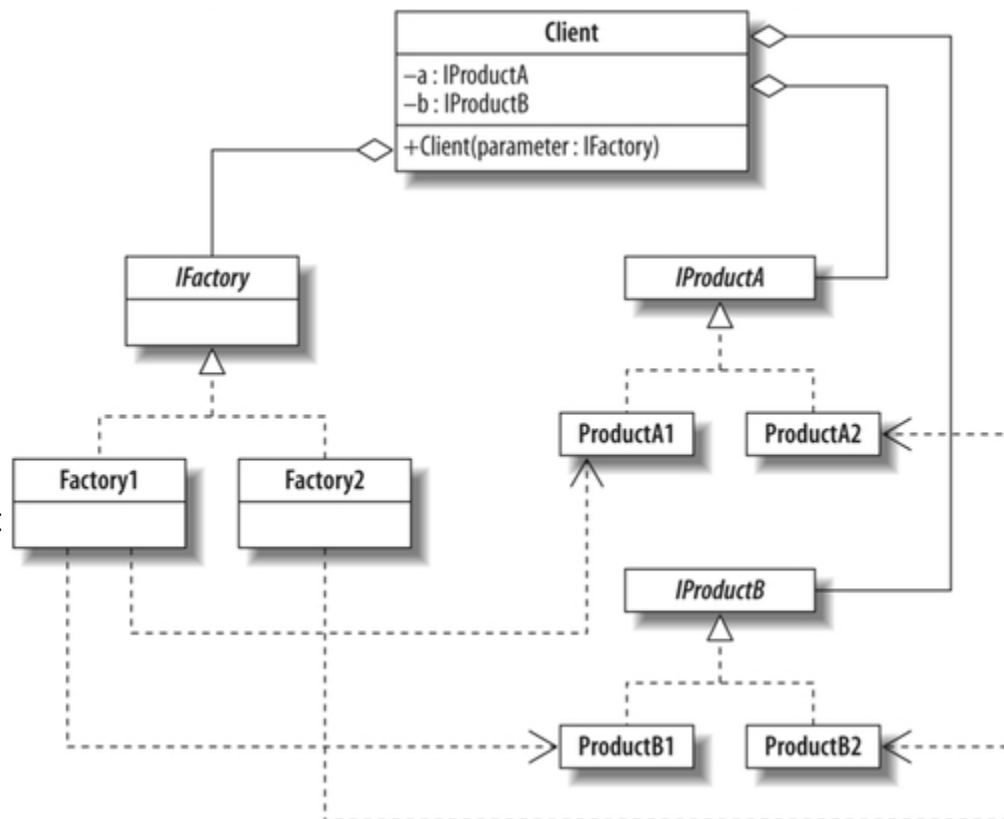 Client
–a : IProductA
–b : IProductB
+Client(parameter : IFactory)
IFactory
IProductA
ProductA1
ProductA2
Factory1
Factory2
IProductB
ProductB1
ProductB2